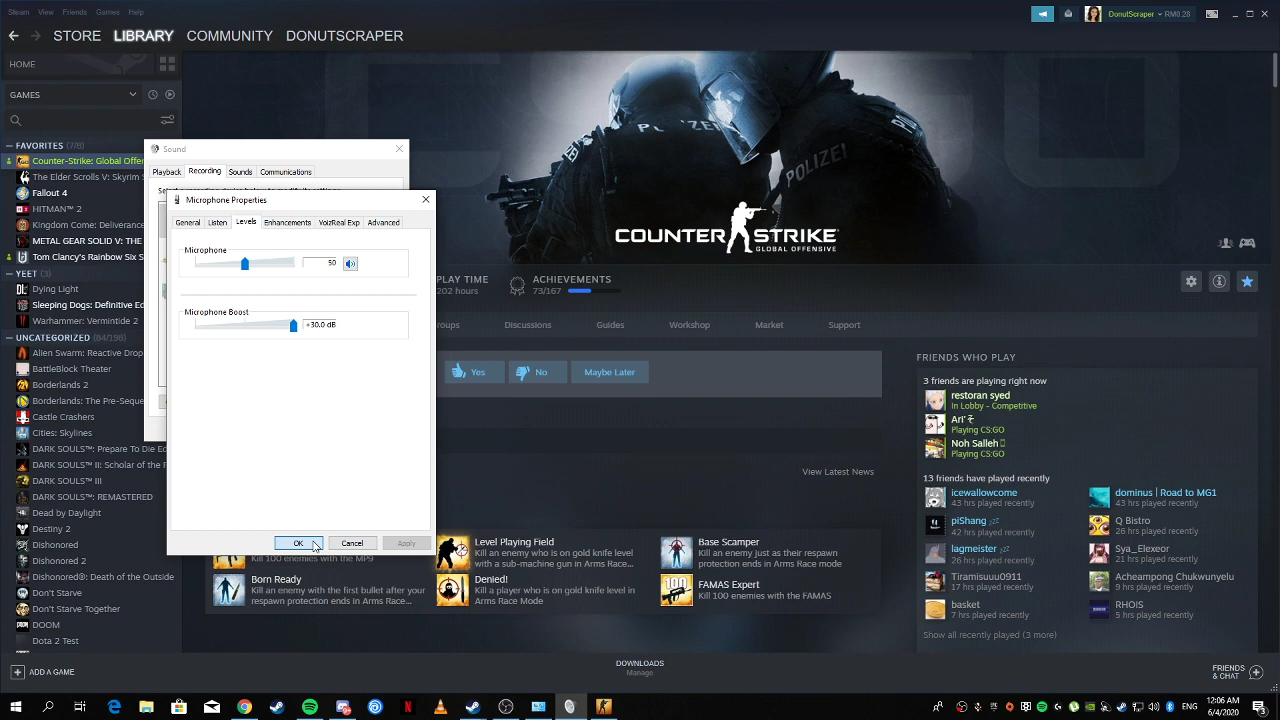 Steam View Friends Games Help
DonutScraper RM0.28
STORE LIBRARY COMMUNITY DONUTSCRAPER
HOME
GAMES
FAVORITES (7/8)
Counter-Strike: Global Offen
The Elder Scrolls V: Skyrim
Fallout 4
HITMAN™ 2
Kingdom Come: Deliverance
METAL GEAR SOLID V: THE
Tom Clancy's Rainbow Six S
YEET (3)
Dying Light
Sleeping Dogs: Definitive Ed
Warhammer: Vermintide 2
UNCATEGORIZED (84/198)
Alien Swarm: Reactive Drop
BattleBlock Theater
Borderlands 2
Borderlands: The Pre-Seque
Castle Crashers
Cities: Skylines
DARK SOULS™: Prepare To Die Ed
DARK SOULS™ II: Scholar of the F
DARK SOULS™ III
DARK SOULS™: REMASTERED
Dead by Daylight
Destiny 2
Dishonored
Dishonored 2
Dishonored®: Death of the Outside
Don't Starve
Don't Starve Together
DOOM
Dota 2 Test
ADD A GAME
Sound
Playback Recording Sounds Communications
Microphone Properties
General Listen Levels Enhancements VoizReal Exp Advanced
Microphone
50
Microphone Boost
+30.0 dB
OK Cancel Apply
POLIZEI
COUNTER STRIKE
GLOBAL OFFENSIVE
PLAY TIME
202 hours
ACHIEVEMENTS
73/167
roups Discussions Guides Workshop Market Support
Yes No Maybe Later
View Latest News
Kill 100 enemies with the MP9
Level Playing Field
Kill an enemy who is on gold knife level
with a sub-machine gun in Arms Race...
Base Scamper
Kill an enemy just as their respawn
protection ends in Arms Race mode
Born Ready
Kill an enemy with the first bullet after your
respawn protection ends in Arms Race...
Denied!
Kill a player who is on gold knife level in
Arms Race Mode
FAMAS Expert
Kill 100 enemies with the FAMAS
FRIENDS WHO PLAY
3 friends are playing right now
restoran syed
In Lobby - Competitive
Ari'
Playing CS:GO
Noh Salleh
Playing CS:GO
13 friends have played recently
icewallowcome
43 hrs played recently
dominus | Road to MG1
43 hrs played recently
piShang
42 hrs played recently
Q Bistro
27 hrs played recently
lagmeister
26 hrs played recently
Sya_Elexeor
21 hrs played recently
Tiramisuuu0911
17 hrs played recently
Acheampong Chukwunyelu
9 hrs played recently
basket
7 hrs played recently
RHOIS
5 hrs played recently
Show all recently played (3 more)
DOWNLOADS
Manage
FRIENDS
& CHAT
ENG
12:06 AM
6/4/2020